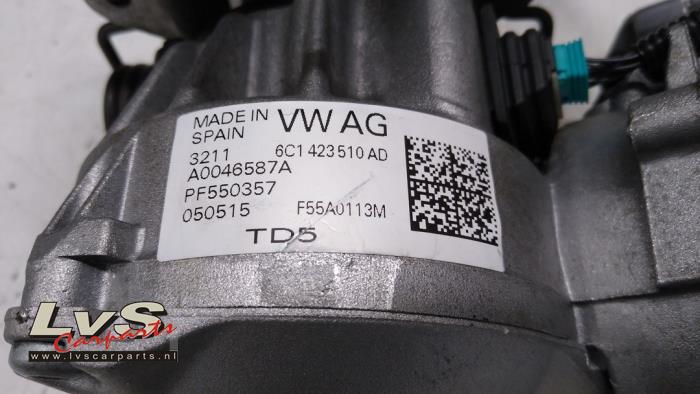 MADE IN
SPAIN
VW AG
3211
6C1 423 510 AD
A0046587A
PF550357
050515
F55A0113M
TD5
LvS
Carparts
www.lvscarparts.nl